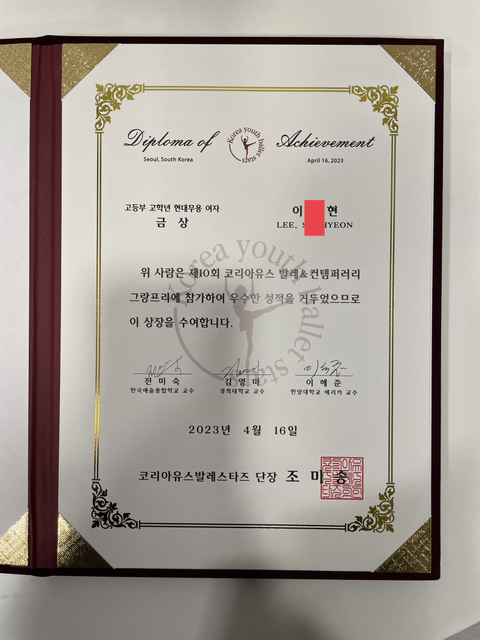 Diploma of Achievement
Korea youth ballet stars
Seoul, South Korea
April 16, 2023
고등부 고학년 현대무용 여자
금 상
이 현
LEE, S HYEON
Korea youth ballet stars
위 사람은 제10회 코리아유스 발레&컨템퍼러리
그랑프리에 참가하여 우수한 성적을 거두었으므로
이 상장을 수여합니다.
전 미 숙 김 영 미 이 해 준
한국예술종합학교 교수 경희대학교 교수 한양대학교 에리카 교수
2023년 4월 16일
코리아유스발레스타즈 단장 조 미 송